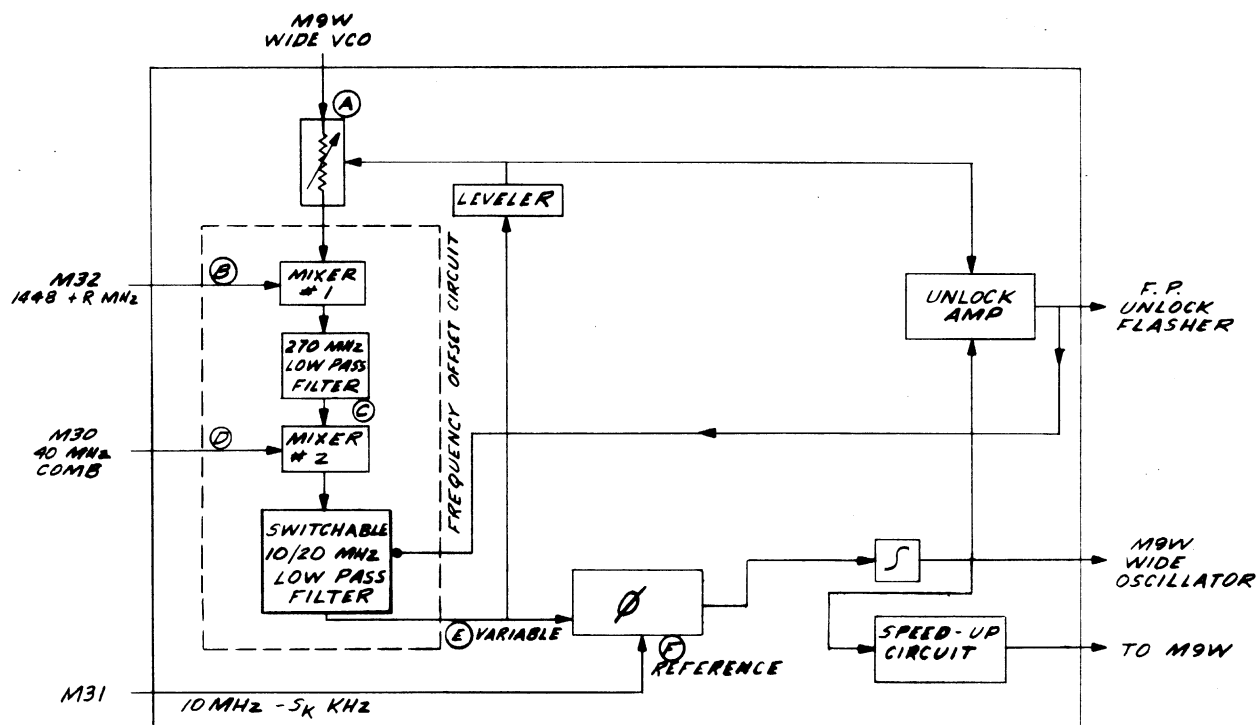 M9W
WIDE VCO
A
LEVELER
M32
1448 + R MHz
B
MIXER
# 1
270 MHz
LOW PASS
FILTER
C
M30
40 MHz
COMB
D
MIXER
# 2
SWITCHABLE
10/20 MHz
LOW PASS
FILTER
FREQUENCY OFFSET CIRCUIT
UNLOCK
AMP
F. P.
UNLOCK
FLASHER
E VARIABLE
Ø
F
REFERENCE
∫
M9W
WIDE
OSCILLATOR
SPEED-UP
CIRCUIT
TO M9W
M31
10 MHz - SK KHz